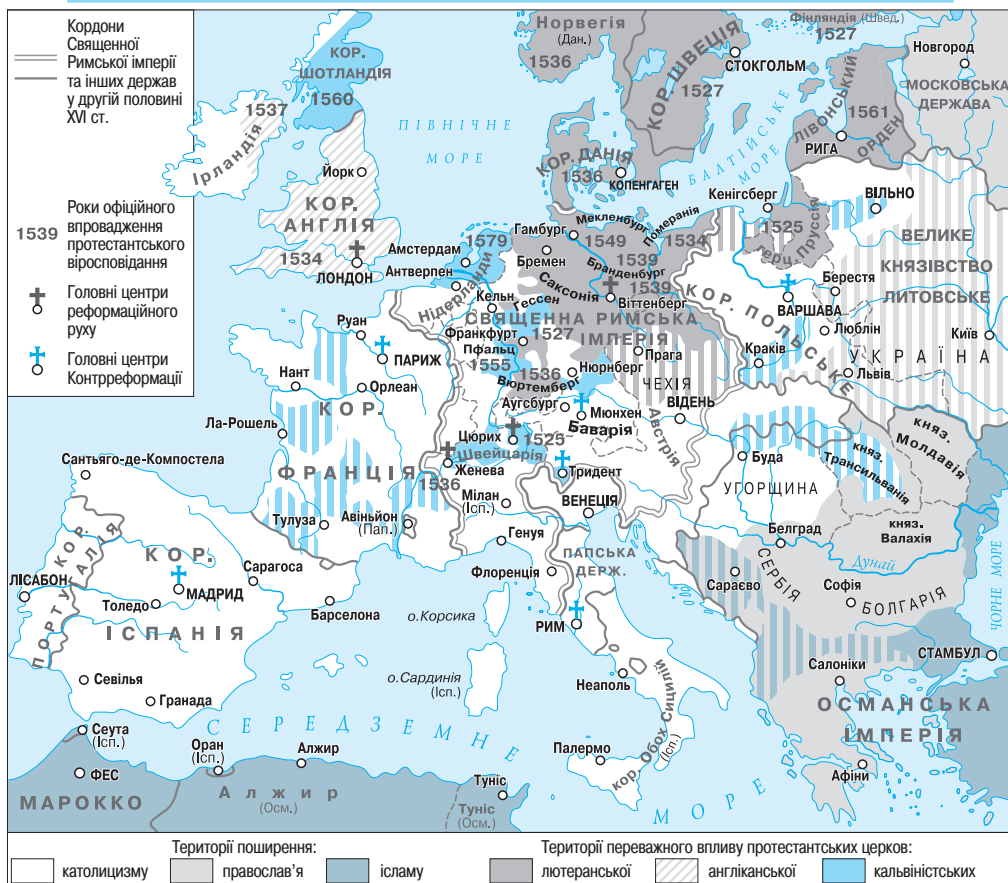 Кордони
Священної
Римської імперії
та інших держав
у другій половині
XVI ст.
1539
Роки офіційного
впровадження
протестантського
віросповідання
Головні центри
реформаційного
руху
Головні центри
Контрреформації
Норвегія
(Дан.)
1536
Фінляндія (Швед.)
1527
Новгород
МОСКОВСЬКА
ДЕРЖАВА
КОР.
ШОТЛАНДІЯ
1560
КОР. ШВЕЦІЯ
1527
СТОКГОЛЬМ
1537
Ірландія
ПІВНІЧНЕ
МОРЕ
БАЛТІЙСЬКЕ
МОРЕ
ЛІВОНСЬКИЙ
ОРДЕН
1561
РИГА
Йорк
КОР.
АНГЛІЯ
1534
ЛОНДОН
КОР. ДАНІЯ
1536
КОПЕНГАГЕН
Кенігсберг
1525
Герц. Пруссія
ВІЛЬНО
ВЕЛИКЕ
КНЯЗІВСТВО
ЛИТОВСЬКЕ
Амстердам
1579
Антверпен
Нідерланди
Гамбург
Бремен
Мекленбург
1549
Померанія
1534
1539
Бранденбург
1539
Саксонія
Віттенберг
Кельн
Гессен
СВЯЩЕННА РИМСЬКА
ІМПЕРІЯ
Франкфурт
1527
Пфальц
1555
1536
Вюртемберг
Нюрнберг
Аугсбург
Мюнхен
Баварія
Прага
ЧЕХІЯ
ВІДЕНЬ
Австрія
КОР. ПОЛЬСЬКЕ
ВАРШАВА
Берестя
Люблін
Краків
Львів
Київ
УКРАЇНА
Руан
ПАРИЖ
Нант
Орлеан
Ла-Рошель
КОР.
ФРАНЦІЯ
Тулуза
Авіньйон
(Пап.)
Цюрих
1525
Швейцарія
Женева
1536
Тридент
Мілан
(Ісп.)
ВЕНЕЦІЯ
Генуя
Флоренція
ПАПСЬКА
ДЕРЖ.
РИМ
Буда
УГОРЩИНА
княз.
Трансильванія
княз.
Молдавія
княз.
Валахія
Белград
Дунай
СЕРБІЯ
Сараєво
Софія
БОЛГАРІЯ
ЧОРНЕ МОРЕ
СТАМБУЛ
Салоніки
ОСМАНСЬКА
ІМПЕРІЯ
Афіни
Сантьяго-де-Компостела
КОР.
ПОРТУГАЛІЯ
ЛІСАБОН
КОР.
ІСПАНІЯ
МАДРИД
Толедо
Сарагоса
Барселона
Севілья
Гранада
о.Корсика
о.Сардинія
(Ісп.)
Неаполь
кор. Обох Сицилій
(Ісп.)
Палермо
СЕРЕДЗЕМНЕ
МОРЕ
Сеута
(Ісп.)
ФЕС
МАРОККО
Оран
(Ісп.)
Алжир
Алжир
(Осм.)
Туніс
Туніс
(Осм.)
Території поширення:
католицизму
православ’я
ісламу
Території переважного впливу протестантських церков:
лютеранської
англіканської
кальвіністських